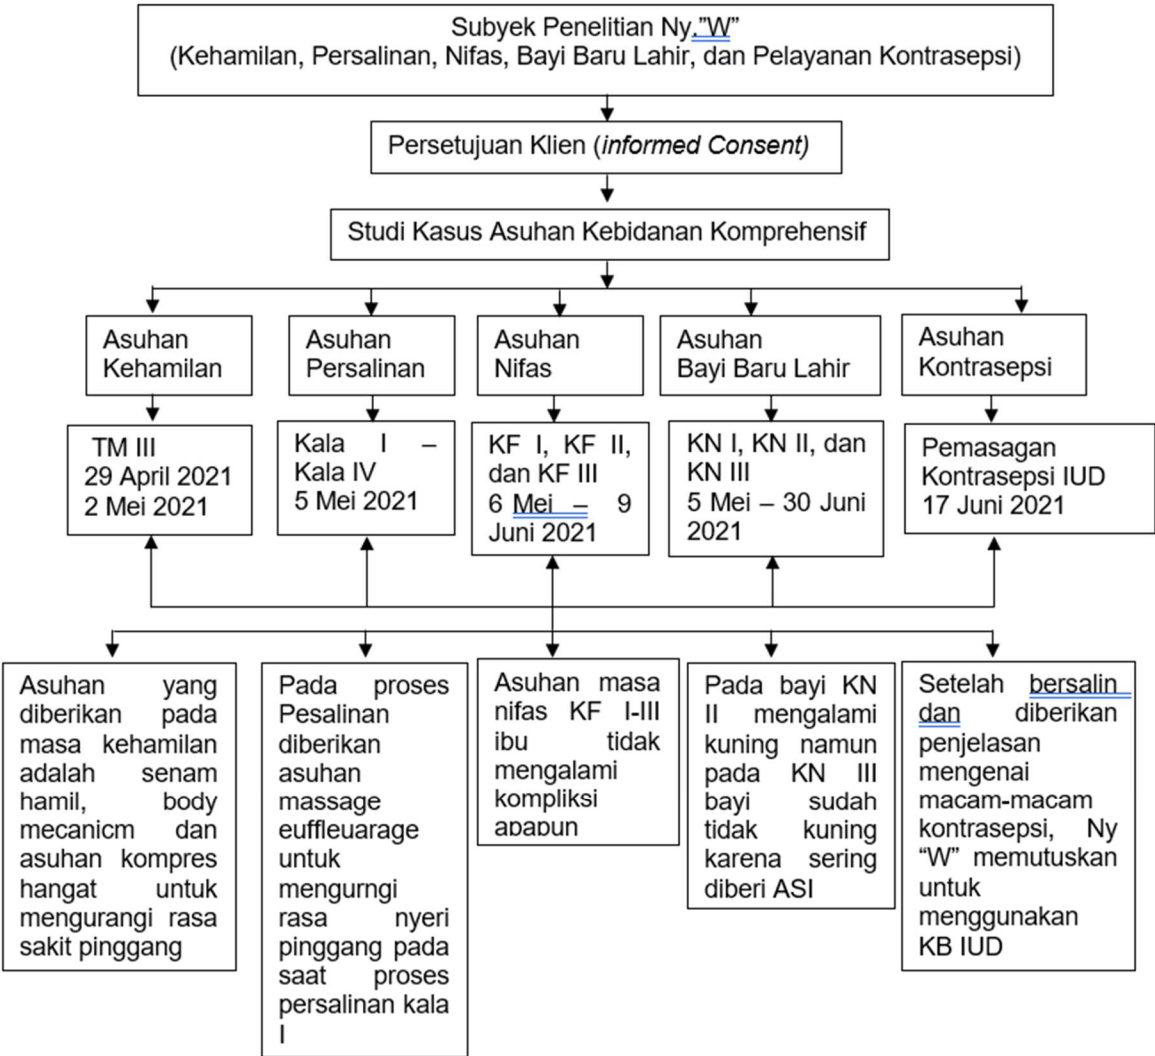 Subyek Penelitian Ny.”W”
(Kehamilan, Persalinan, Nifas, Bayi Baru Lahir, dan Pelayanan Kontrasepsi)
Persetujuan Klien (informed Consent)
Studi Kasus Asuhan Kebidanan Komprehensif
Asuhan
Kehamilan
Asuhan
Persalinan
Asuhan
Nifas
Asuhan
Bayi Baru Lahir
Asuhan
Kontrasepsi
TM III
29 April 2021
2 Mei 2021
Kala I –
Kala IV
5 Mei 2021
KF I, KF II,
dan KF III
6 Mei – 9
Juni 2021
KN I, KN II, dan
KN III
5 Mei – 30 Juni
2021
Pemasagan
Kontrasepsi IUD
17 Juni 2021
Asuhan yang
diberikan pada
masa kehamilan
adalah senam
hamil, body
mecanicm dan
asuhan kompres
hangat untuk
mengurangi rasa
sakit pinggang
Pada proses
Pesalinan
diberikan
asuhan
massage
euffleuarage
untuk
mengurngi
rasa nyeri
pinggang pada
saat proses
persalinan kala
I
Asuhan masa
nifas KF I-III
ibu tidak
mengalami
kompliksi
apapun
Pada bayi KN
II mengalami
kuning namun
pada KN III
bayi sudah
tidak kuning
karena sering
diberi ASI
Setelah bersalin
dan diberikan
penjelasan
mengenai
macam-macam
kontrasepsi, Ny
“W” memutuskan
untuk
menggunakan
KB IUD